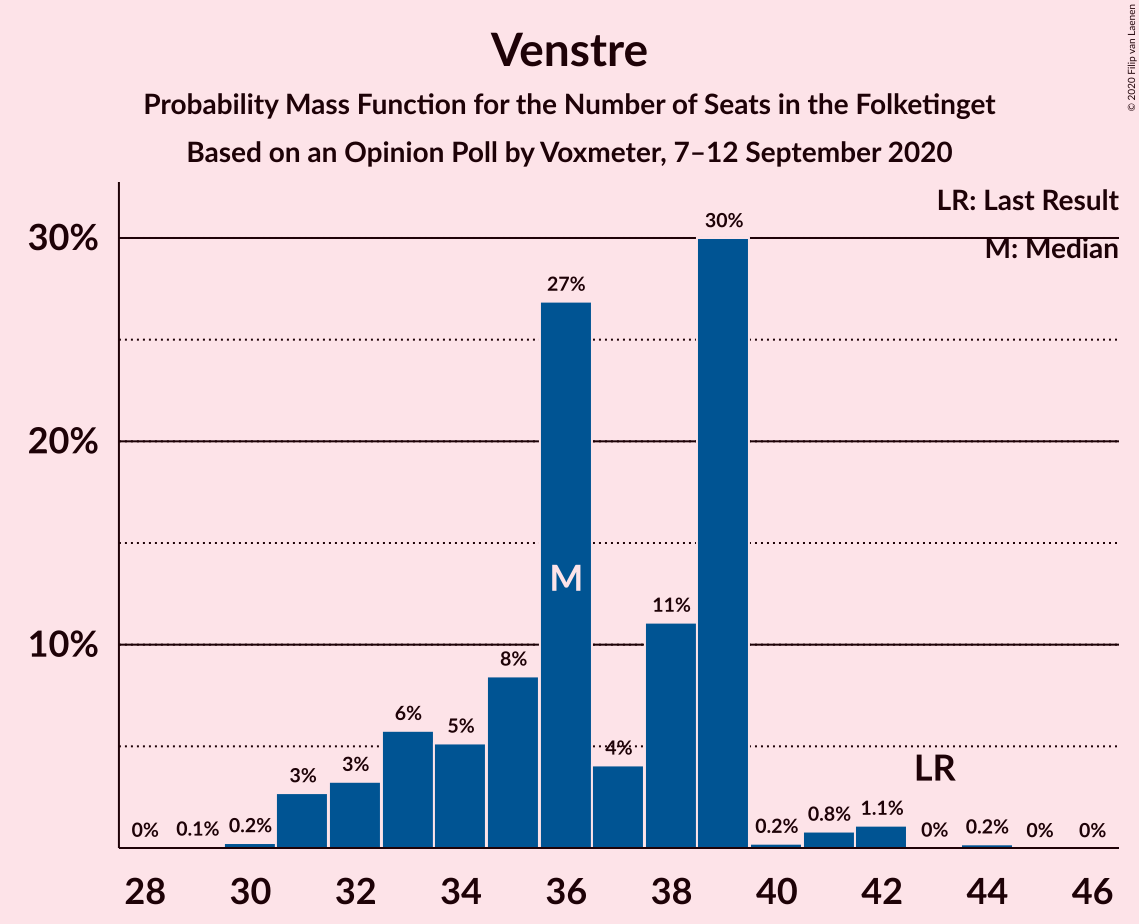 Venstre
Probability Mass Function for the Number of Seats in the Folketinget
Based on an Opinion Poll by Voxmeter, 7–12 September 2020
© 2020 Filip van Laenen
LR: Last Result
M: Median
30%
20%
10%
0%
0.1%
0.2%
3%
3%
6%
5%
8%
27%
4%
11%
30%
0.2%
0.8%
1.1%
0%
0.2%
0%
0%
M
LR
28 30 32 34 36 38 40 42 44 46